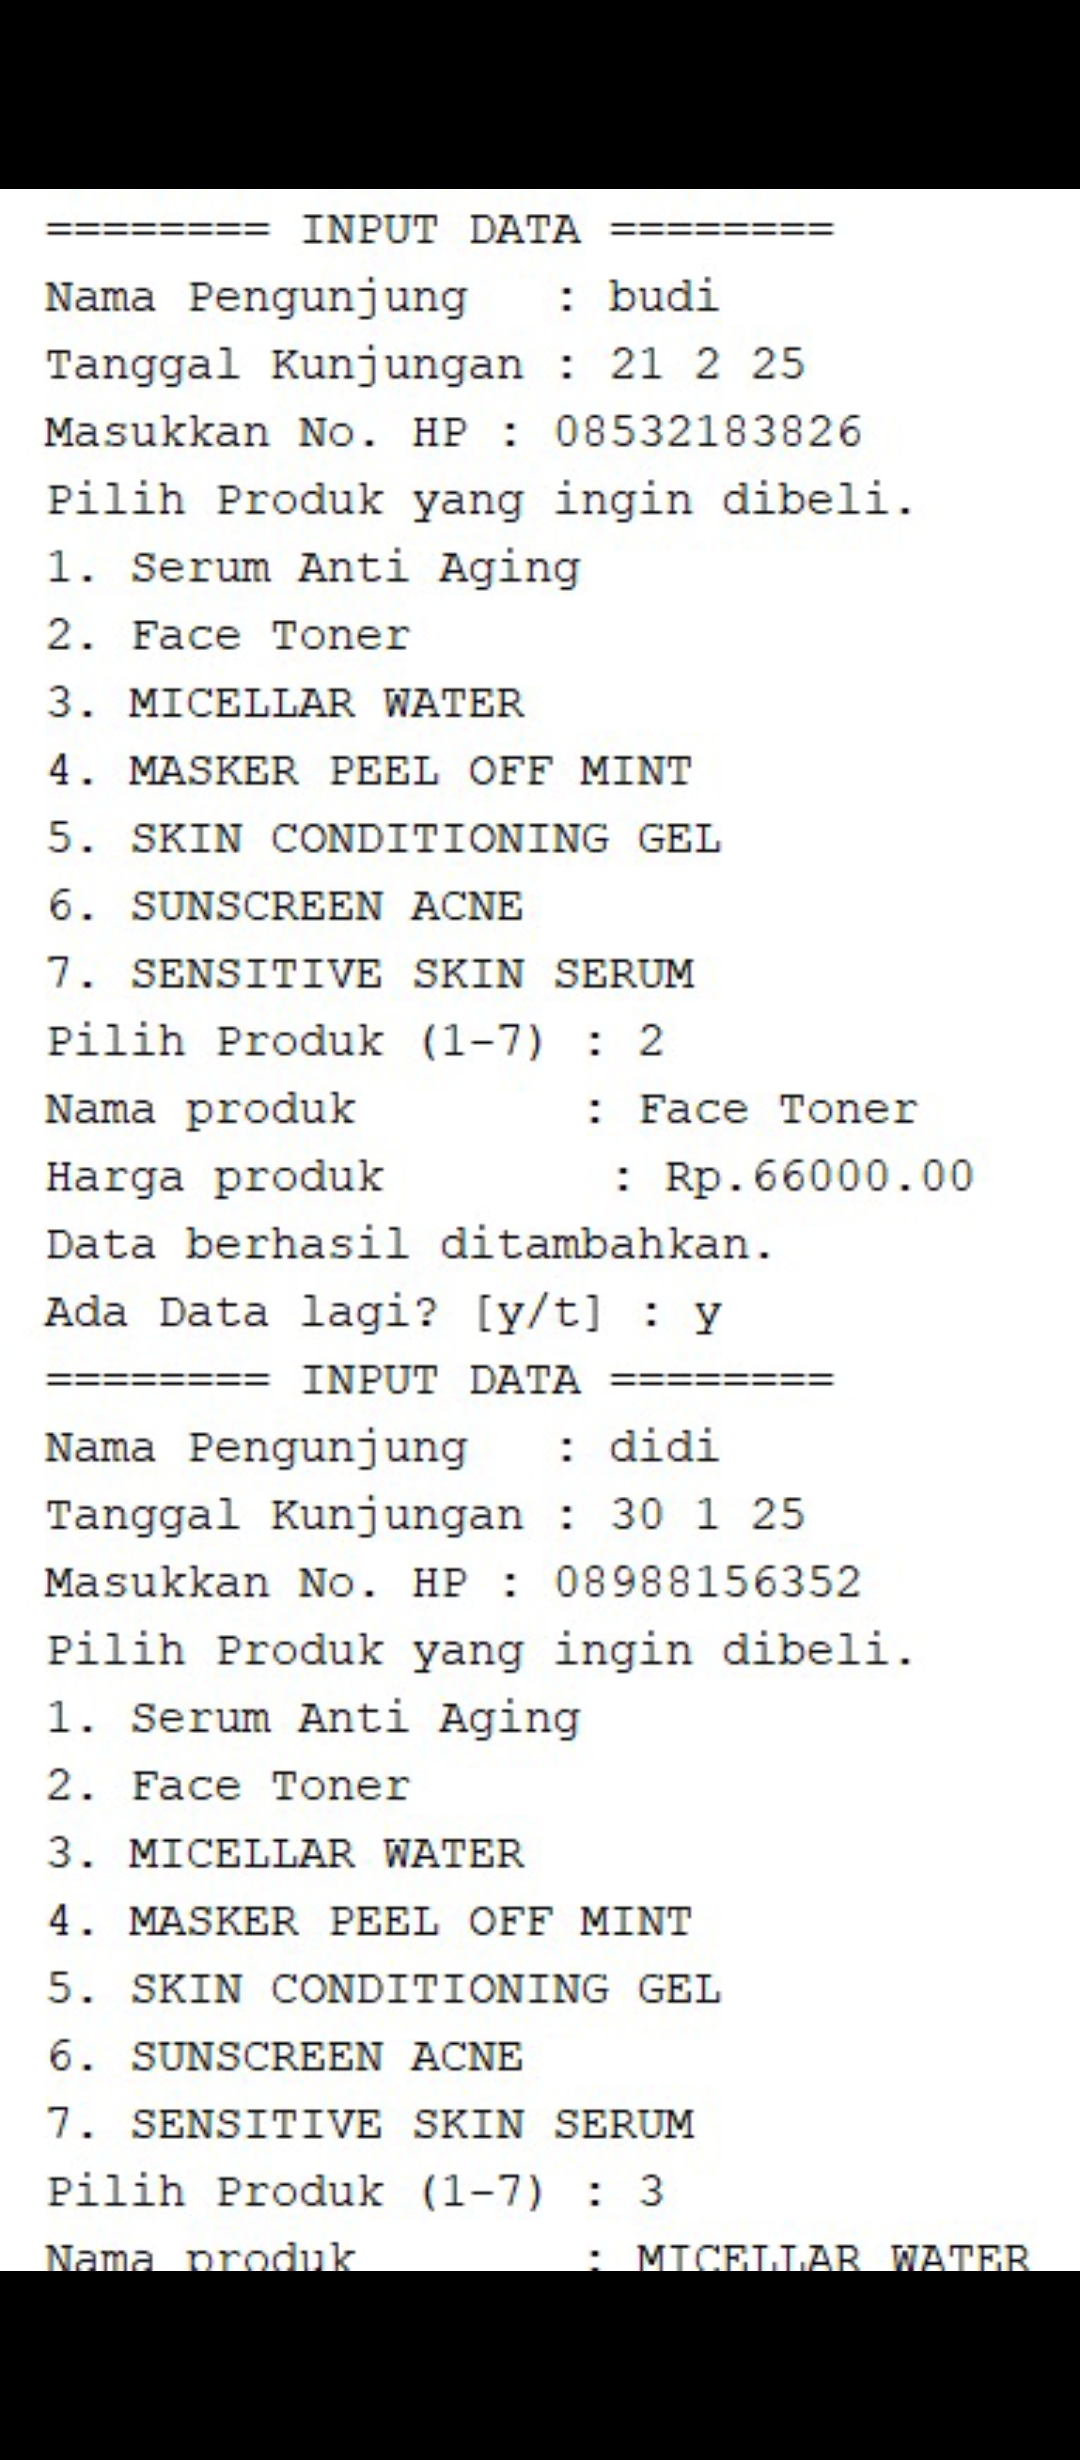 ======== INPUT DATA ========
Nama Pengunjung   : budi
Tanggal Kunjungan : 21 2 25
Masukkan No. HP : 08532183826
Pilih Produk yang ingin dibeli.
1. Serum Anti Aging
2. Face Toner
3. MICELLAR WATER
4. MASKER PEEL OFF MINT
5. SKIN CONDITIONING GEL
6. SUNSCREEN ACNE
7. SENSITIVE SKIN SERUM
Pilih Produk (1-7) : 2
Nama produk        : Face Toner
Harga produk        : Rp.66000.00
Data berhasil ditambahkan.
Ada Data lagi? [y/t] : y
======== INPUT DATA ========
Nama Pengunjung   : didi
Tanggal Kunjungan : 30 1 25
Masukkan No. HP : 08988156352
Pilih Produk yang ingin dibeli.
1. Serum Anti Aging
2. Face Toner
3. MICELLAR WATER
4. MASKER PEEL OFF MINT
5. SKIN CONDITIONING GEL
6. SUNSCREEN ACNE
7. SENSITIVE SKIN SERUM
Pilih Produk (1-7) : 3
Nama produk        : MICELLAR WATER